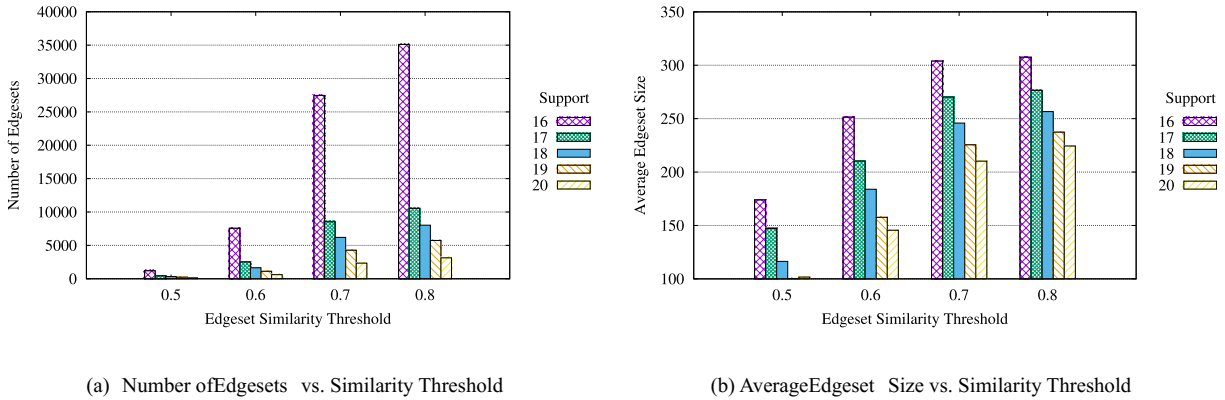 40000
35000
30000
25000
20000
15000
10000
5000
0
Number of Edgesets
0.5 0.6 0.7 0.8
Edgeset Similarity Threshold
Support
16
17
18
19
20
(a) Number ofEdgesets vs. Similarity Threshold
350
300
250
200
150
100
Average Edgeset Size
0.5 0.6 0.7 0.8
Edgeset Similarity Threshold
Support
16
17
18
19
20
(b) AverageEdgeset Size vs. Similarity Threshold